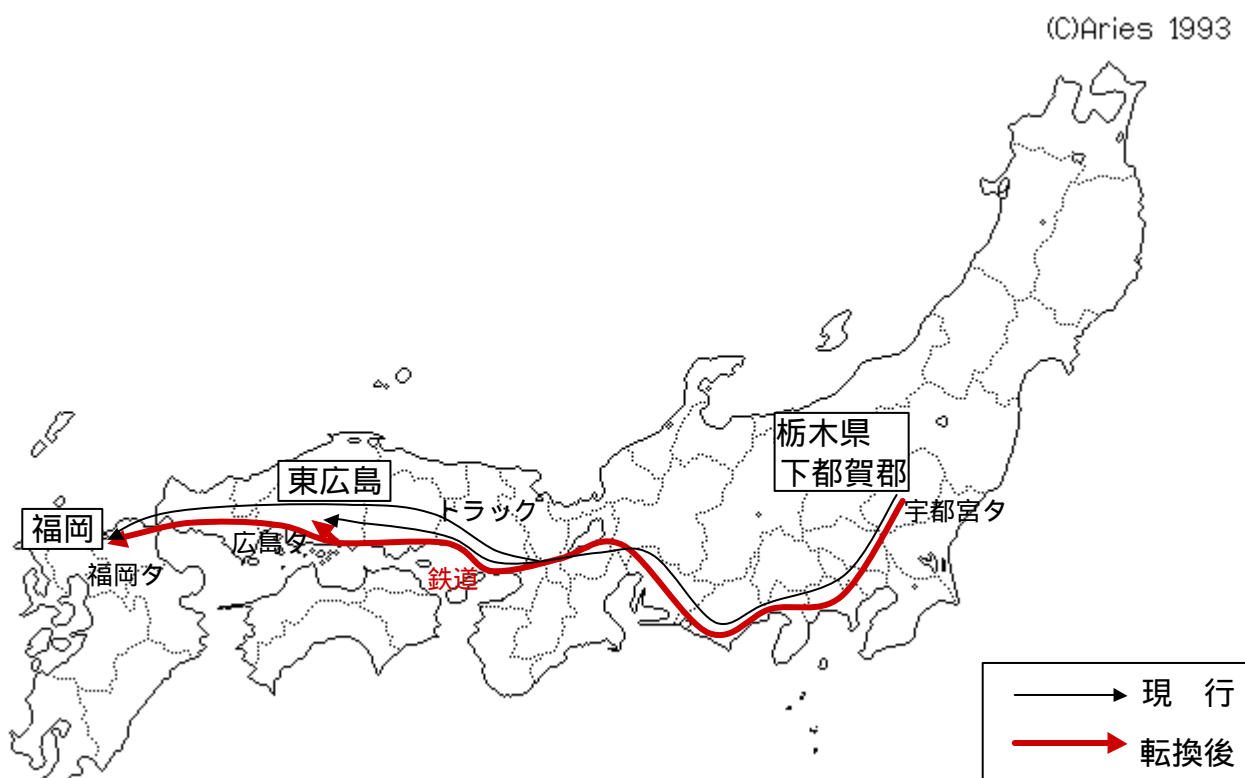 (C)Aries 1993
栃木県
下都賀郡
宇都宮タ
東広島
トラック
福岡
広島タ
福岡タ
鉄道
現　行
転換後